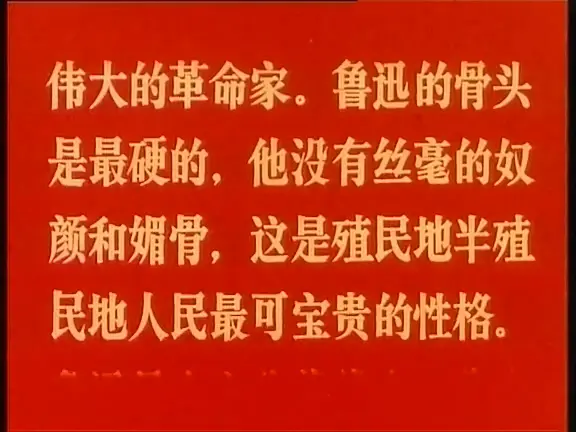 伟大的革命家。鲁迅的骨头
是最硬的，他没有丝毫的奴
颜和媚骨，这是殖民地半殖
民地人民最可宝贵的性格。